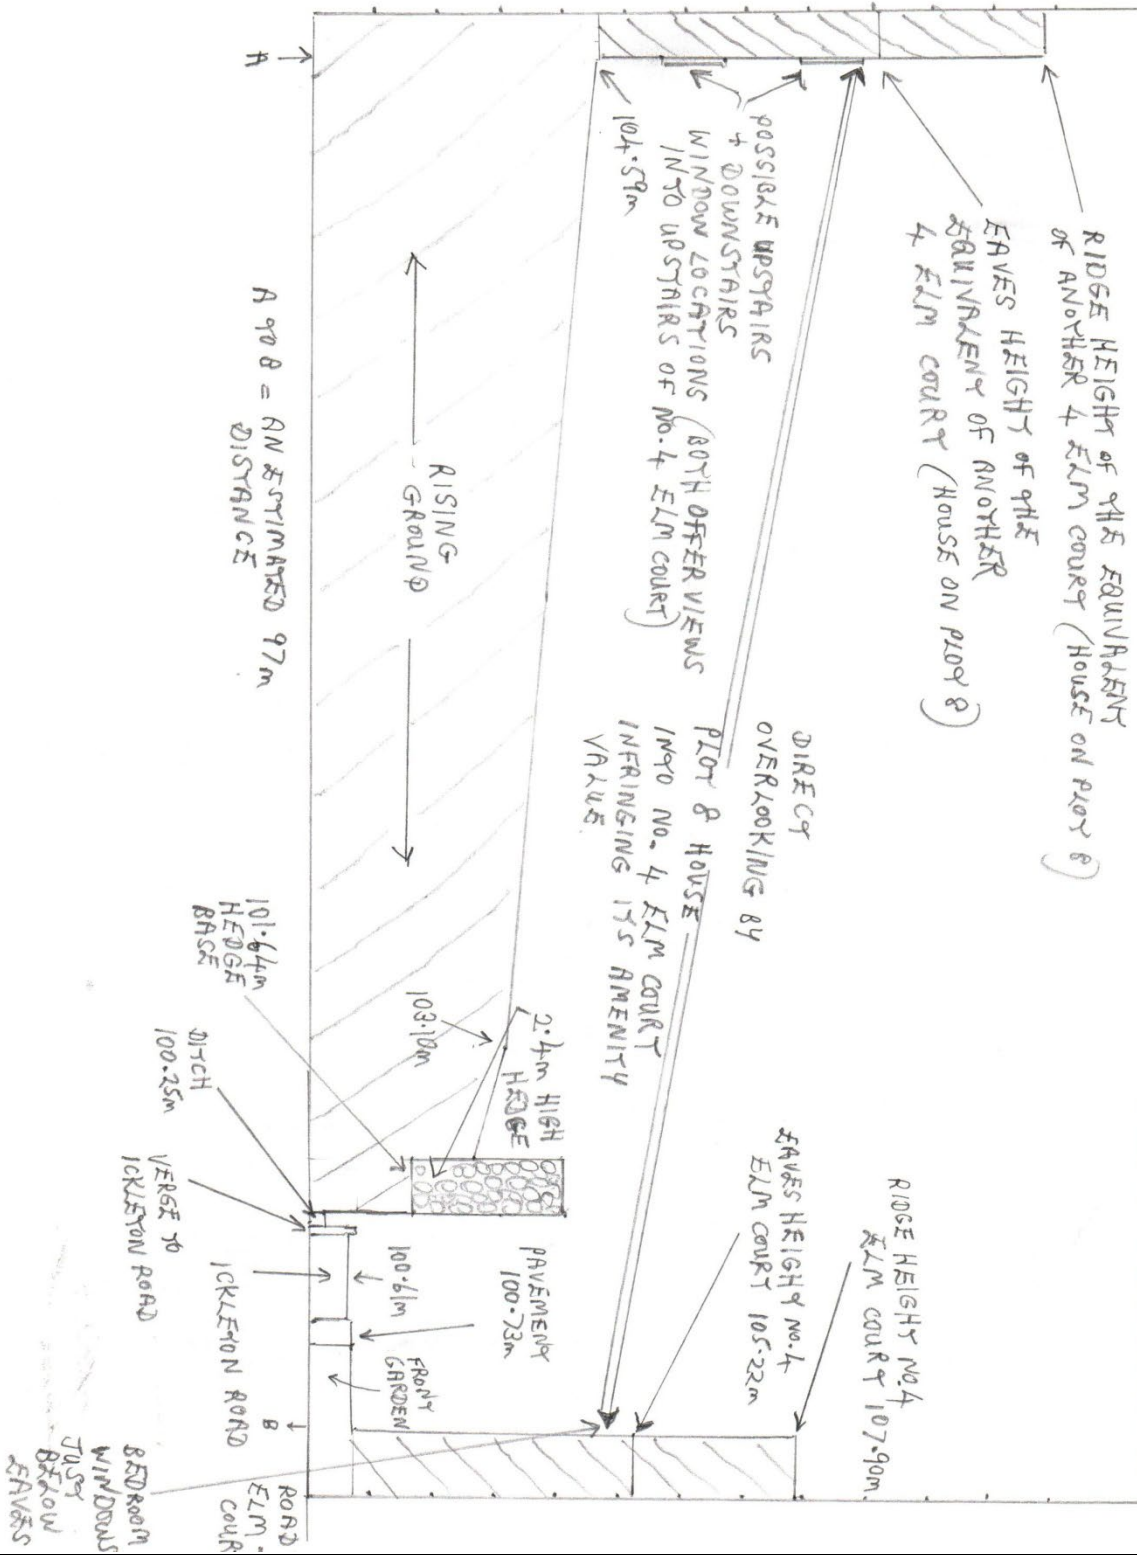 RIDGE HEIGHT OF THE EQUIVALENT
OF ANOTHER 4 ELM COURT (HOUSE ON PLOT 8)
EAVES HEIGHT OF THE
EQUIVALENT OF ANOTHER
4 ELM COURT (HOUSE ON PLOT 8)
POSSIBLE UPSTAIRS
+ DOWNSTAIRS
WINDOW LOCATIONS (BOTH OFFER VIEWS
INTO UPSTAIRS OF NO.4 ELM COURT)
104.59m
DIRECT
OVERLOOKING BY
PLOT 8 HOUSE
INTO NO. 4 ELM COURT
INFRINGING ITS AMENITY
VALUE
RIDGE HEIGHT NO.4
ELM COURT 107.90m
EAVES HEIGHT NO.4
ELM COURT 105.22m
2.4m HIGH
HEDGE
103.10m
RISING
GROUND
PAVEMENT
100.73m
100.61m
FRONT
GARDEN
A
A TO B = AN ESTIMATED 97m
DISTANCE
101.64m
HEDGE
BASE
DITCH
100.25m
VERGE TO
ICKLETON ROAD
ICKLETON ROAD
B
ROAD
ELM
COUR
BEDROOM
WINDOWS
JUST
BELOW
EAVES